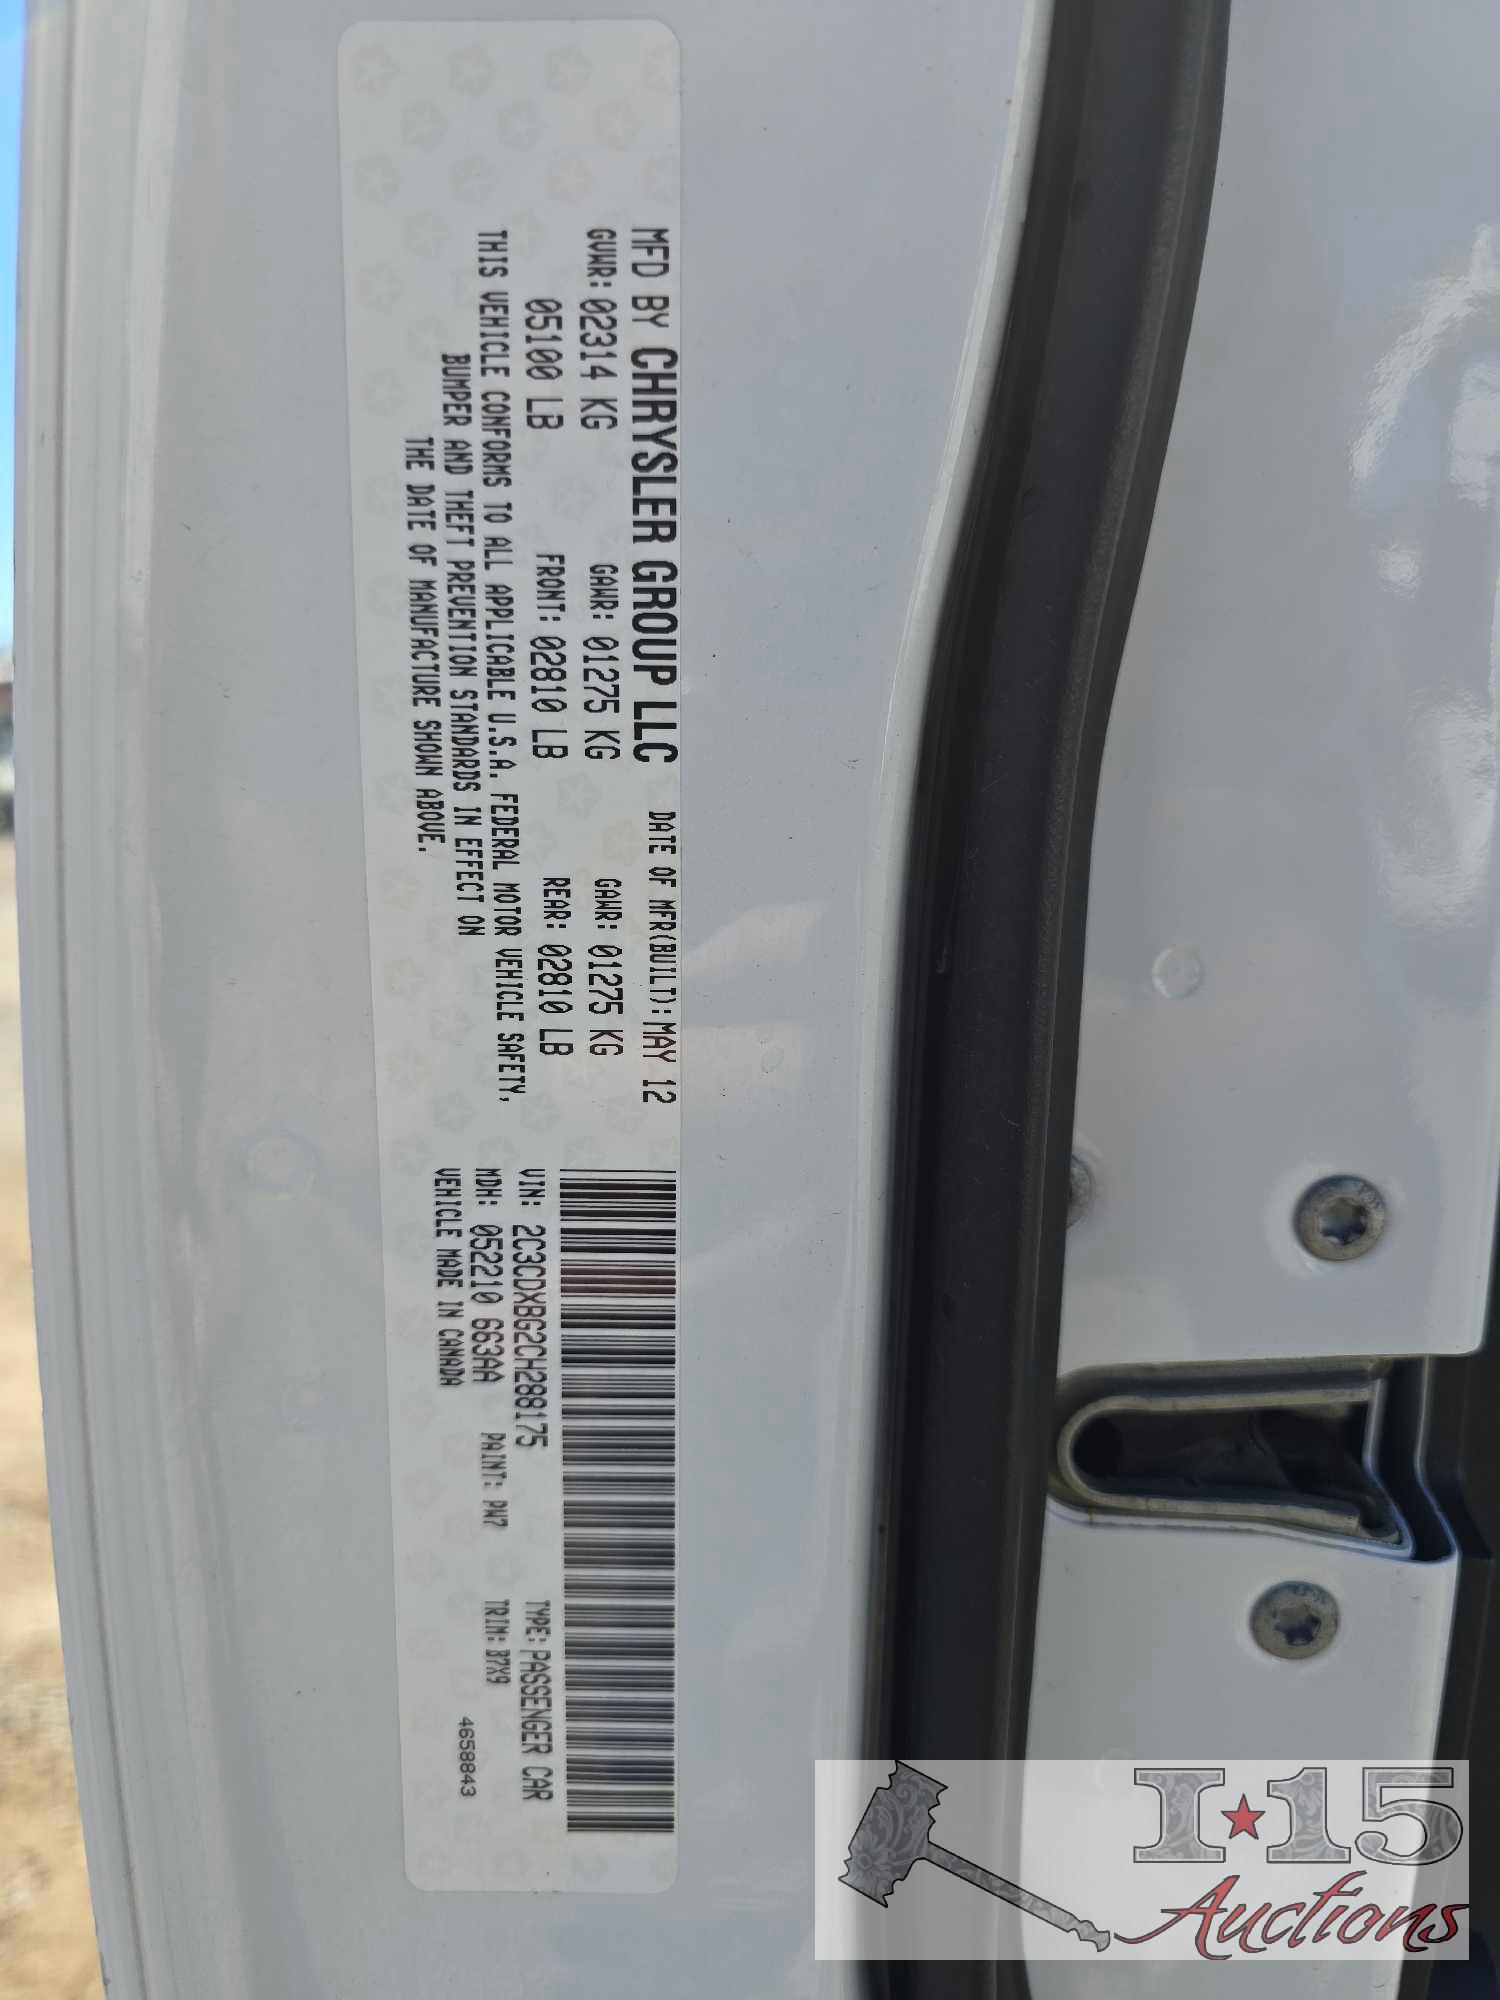 MFD BY CHRYSLER GROUP LLC DATE OF MFR(BUILT): MAY 12
GVWR: 02314 KG GAWR: 01275 KG GAWR: 01275 KG
05100 LB FRONT: 02810 LB REAR: 02810 LB
THIS VEHICLE CONFORMS TO ALL APPLICABLE U.S.A. FEDERAL MOTOR VEHICLE SAFETY,
BUMPER AND THEFT PREVENTION STANDARDS IN EFFECT ON
THE DATE OF MANUFACTURE SHOWN ABOVE.
VIN: 2C3CDXBG2CH288175 TYPE: PASSENGER CAR
MDH: 052210 663AA PAINT: PW7 TRIM: B7X9
VEHICLE MADE IN CANADA 4658843
I★15
Auctions